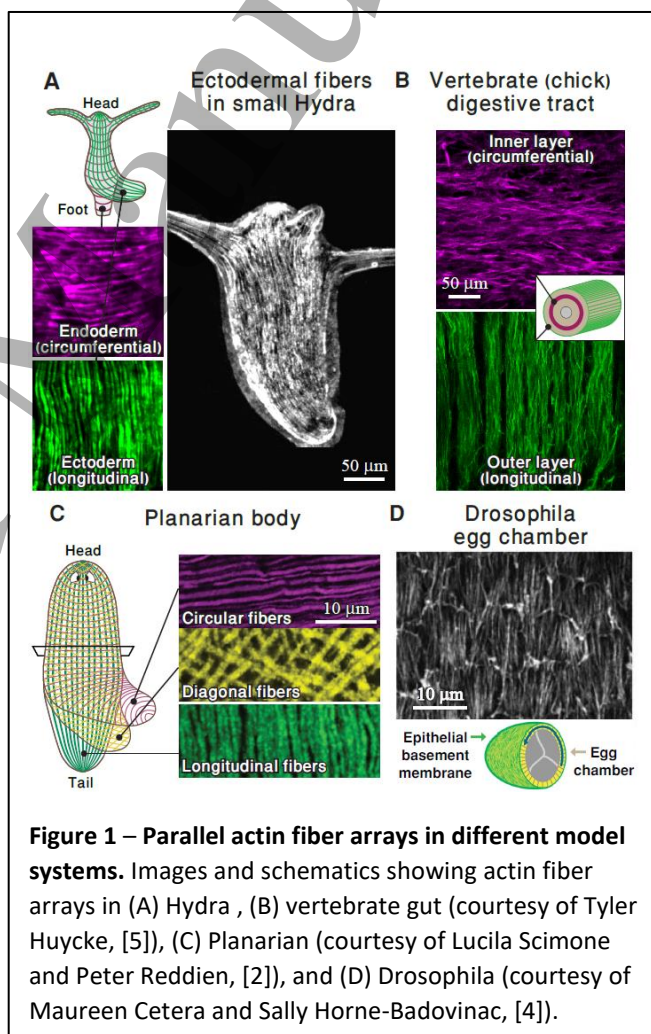 A
Ectodermal fibers
in small Hydra
Head
Foot
Endoderm
(circumferential)
Ectoderm
(longitudinal)
50 µm
B
Vertebrate (chick)
digestive tract
Inner layer
(circumferential)
50 µm
Outer layer
(longitudinal)
C
Planarian body
Head
Tail
Circular fibers
10 µm
Diagonal fibers
Longitudinal fibers
D
Drosophila
egg chamber
10 µm
Epithelial
basement
membrane
Egg
chamber
Figure 1 – Parallel actin fiber arrays in different model
systems. Images and schematics showing actin fiber
arrays in (A) Hydra , (B) vertebrate gut (courtesy of Tyler
Huycke, [5]), (C) Planarian (courtesy of Lucila Scimone
and Peter Reddien, [2]), and (D) Drosophila (courtesy of
Maureen Cetera and Sally Horne-Badovinac, [4]).